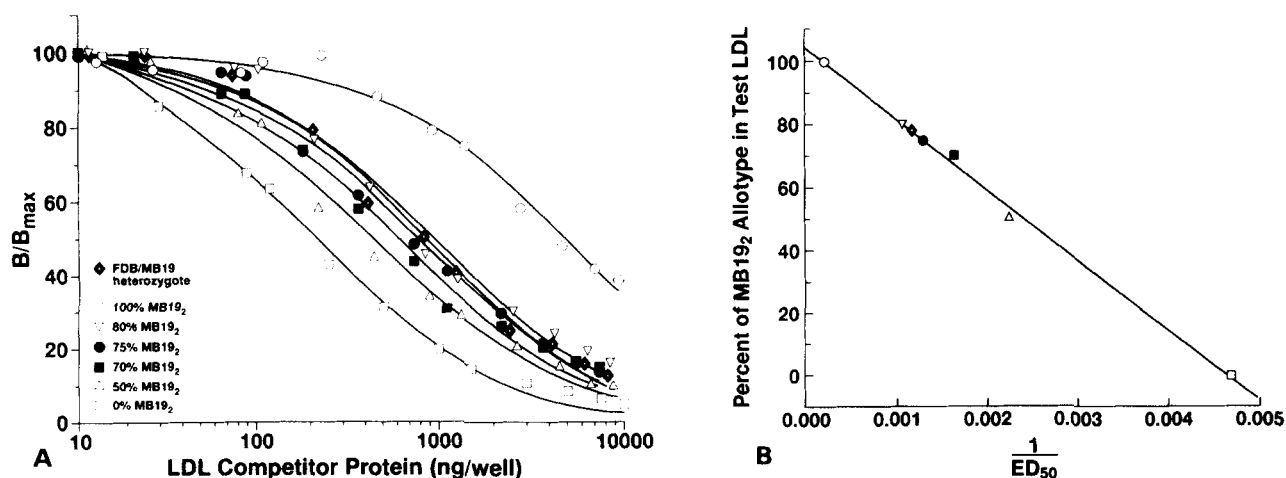 100
80
60
40
20
0
B/Bmax
FDB/MB19
heterozygote
100% MB19₂
80% MB19₂
75% MB19₂
70% MB19₂
50% MB19₂
0% MB19₂
10
100
1000
10000
LDL Competitor Protein (ng/well)
A
Percent of MB19₂ Allotype in Test LDL
100
80
60
40
20
0
0.000
0.001
0.002
0.003
0.004
0.005
1
ED₅₀
B